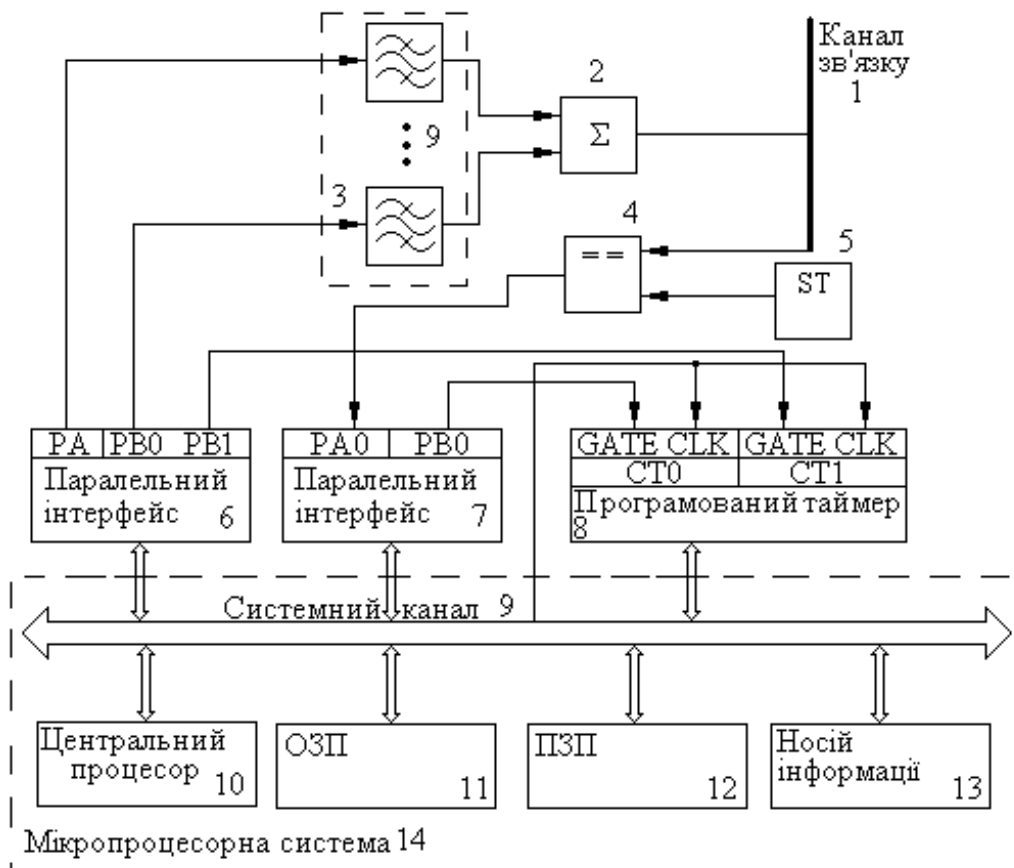 Канал
зв'язку
1
2
Σ
9
3
4
= =
5
ST
PA PB0 PB1
Паралельний
інтерфейс 6
PA0 PB0
Паралельний
інтерфейс 7
GATE CLK GATE CLK
CT0 CT1
Програмований таймер
8
Системний канал 9
Центральний
процесор 10
ОЗП
11
ПЗП
12
Носій
інформації 13
Мікропроцесорна система 14